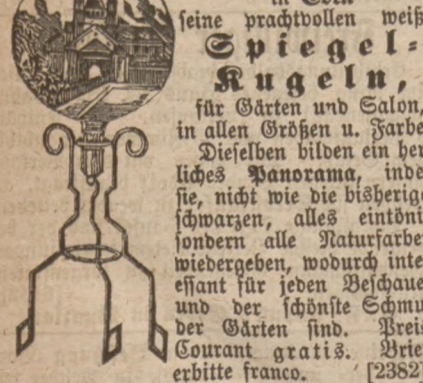 in Cöln
seine prachtvollen weiß
Spiegel-
Kugeln,
für Gärten und Salon,
in allen Größen u. Farbe
Dieselben bilden ein her
liches Panorama, inde
sie, nicht wie die bisherige
schwarzen, alles eintöni
sondern alle Naturfarbe
wiedergeben, wodurch inte
essant für jeden Beschaue
und der schönste Schmu
der Gärten sind. Preis
Courant gratis. Brie
erbitte franco. [2382